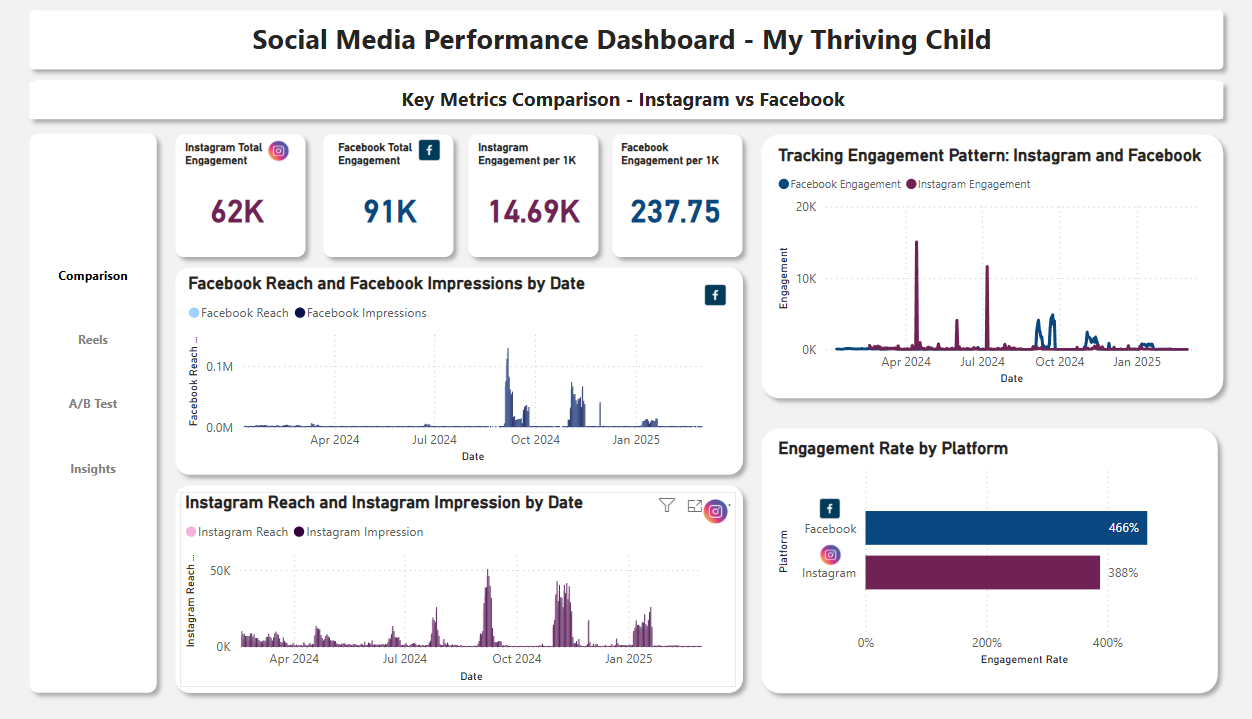 Social Media Performance Dashboard - My Thriving Child
Key Metrics Comparison - Instagram vs Facebook
Comparison
Reels
A/B Test
Insights
Instagram Total
Engagement
62K
Facebook Total
Engagement
91K
Instagram
Engagement per 1K
14.69K
Facebook
Engagement per 1K
237.75
Facebook Reach and Facebook Impressions by Date
Facebook Reach Facebook Impressions
Facebook Reach ...
0.1M
0.0M
Apr 2024 Jul 2024 Oct 2024 Jan 2025
Date
Instagram Reach and Instagram Impression by Date
Instagram Reach Instagram Impression
Instagram Reach ...
50K
0K
Apr 2024 Jul 2024 Oct 2024 Jan 2025
Date
Tracking Engagement Pattern: Instagram and Facebook
Facebook Engagement Instagram Engagement
Engagement
20K
10K
0K
Apr 2024 Jul 2024 Oct 2024 Jan 2025
Date
Engagement Rate by Platform
Platform
Facebook
466%
Instagram
388%
0% 200% 400%
Engagement Rate